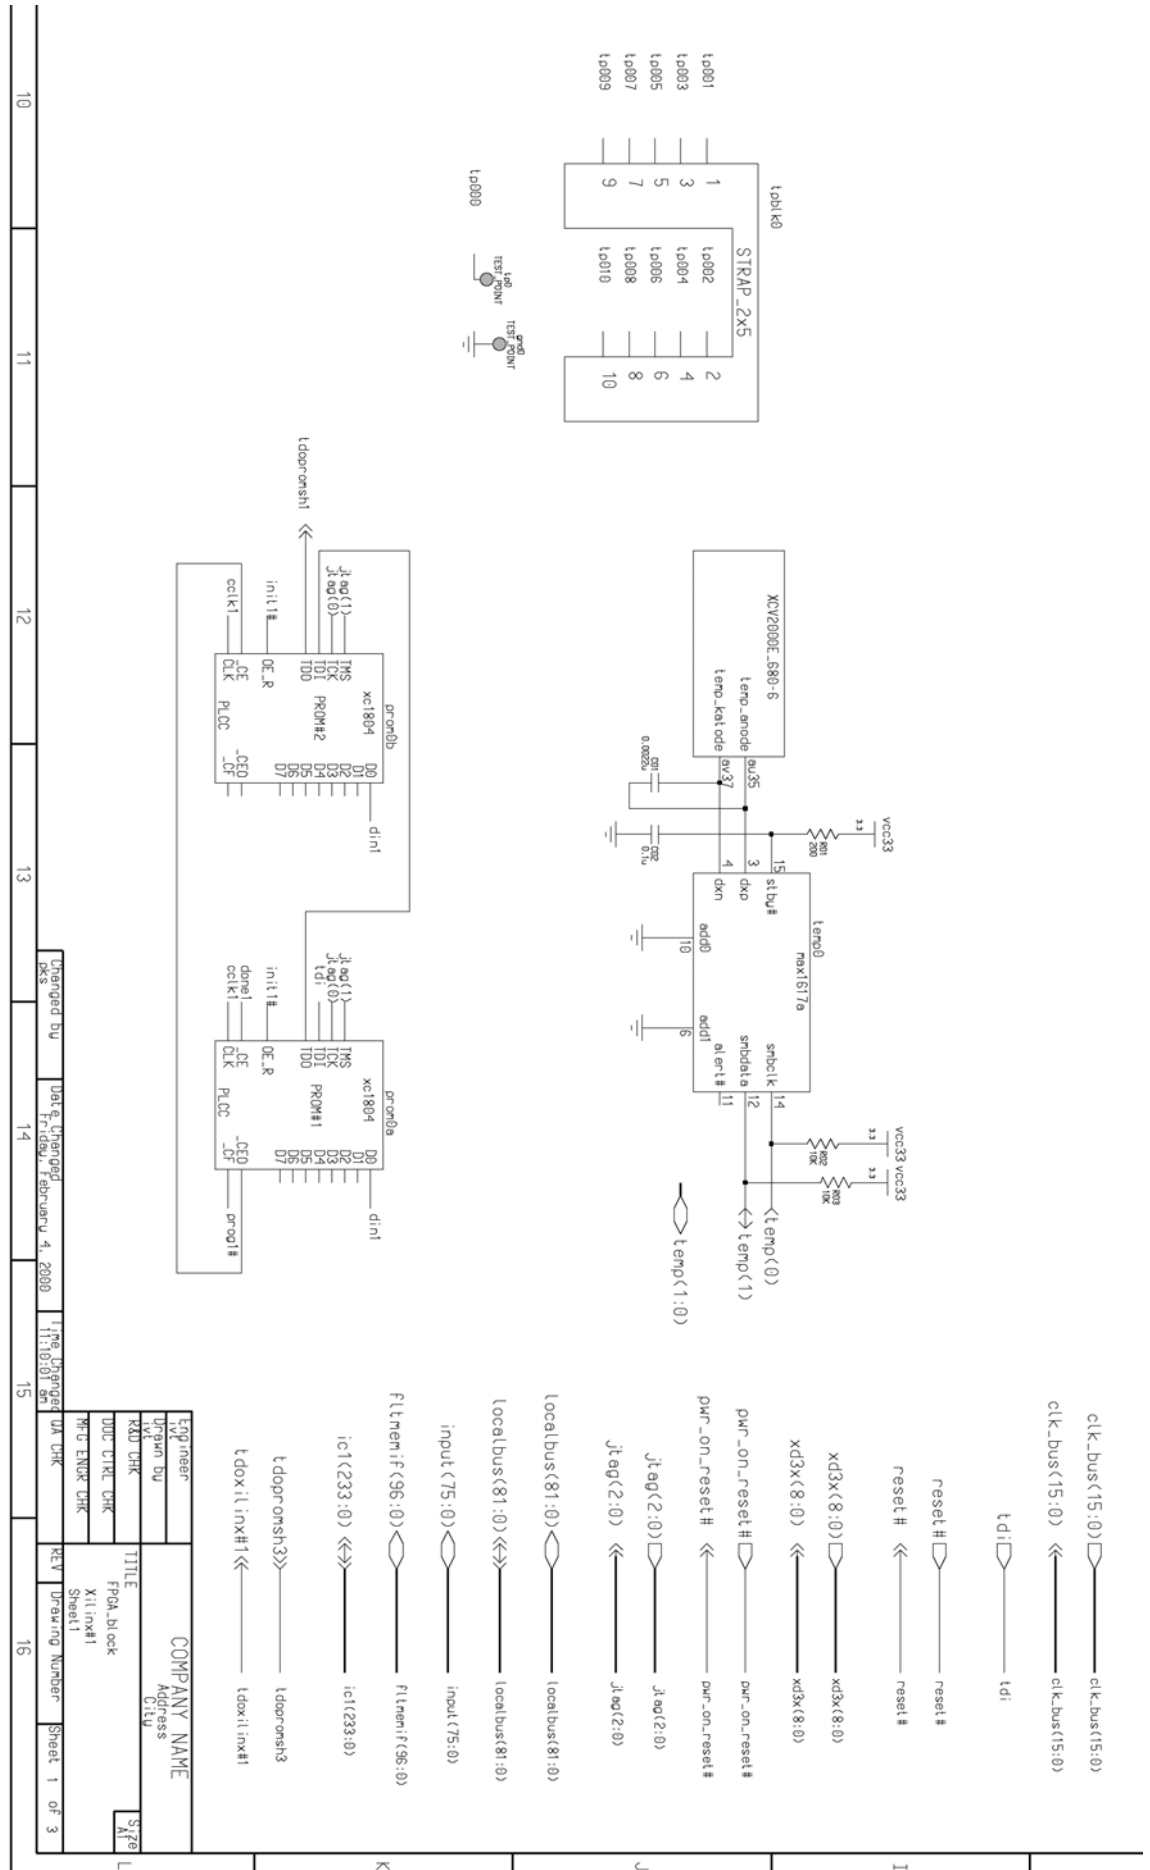 tp001
tp003
tp005
tp007
tp009
tpblk0
STRAP_2x5
1
3
5
7
9
tp002
tp004
tp006
tp008
tp010
2
4
6
8
10
tp000
tp0
TEST_POINT
gnd0
TEST_POINT
XCV2000E_680-6
temp_anode
temp_katode
au35
av37
C01
0.0022u
C02
0.1u
vcc33
3.3
R01
200
temp0
max1617a
15
stby#
3
dxp
4
dxn
add0
10
add1
6
smbclk
14
smbdata
12
alert#
11
vcc33
3.3
R02
10K
vcc33
3.3
R03
10K
temp(0)
temp(1)
temp(1:0)
tdopromsh1
jtag(1)
jtag(0)
init1#
cclk1
prom0b
xc1804
PROM#2
PLCC
TMS
TCK
TDI
TDO
OE_R
_CE
CLK
D0
D1
D2
D3
D4
D5
D6
D7
_CEO
_CF
din1
jtag(1)
jtag(0)
tdi
init1#
done1
cclk1
prom0a
xc1804
PROM#1
PLCC
TMS
TCK
TDI
TDO
OE_R
_CE
CLK
D0
D1
D2
D3
D4
D5
D6
D7
_CEO
_CF
din1
prog1#
clk_bus(15:0) clk_bus(15:0)
clk_bus(15:0) clk_bus(15:0)
tdi tdi
reset# reset#
reset# reset#
xd3x(8:0) xd3x(8:0)
xd3x(8:0) xd3x(8:0)
pwr_on_reset# pwr_on_reset#
pwr_on_reset# pwr_on_reset#
jtag(2:0) jtag(2:0)
jtag(2:0) jtag(2:0)
localbus(81:0) localbus(81:0)
localbus(81:0) localbus(81:0)
input(75:0) input(75:0)
fltmemif(96:0) fltmemif(96:0)
ic1(233:0) ic1(233:0)
tdopromsh3 tdopromsh3
tdoxilinx#1 tdoxilinx#1
Engineer
ivt
Drawn by
ivt
R&D CHK
DOC CTRL CHK
MFG ENGR CHK
QA CHK
COMPANY NAME
Address
City
TITLE
FPGA_block
Xilinx#1
Sheet1
Size
A1
REV
Drawing Number
Sheet 1 of 3
Changed by
pks
Date Changed
Friday, February 4, 2000
Time Changed
11:10:01 am
10
11
12
13
14
15
16
I
J
K
L